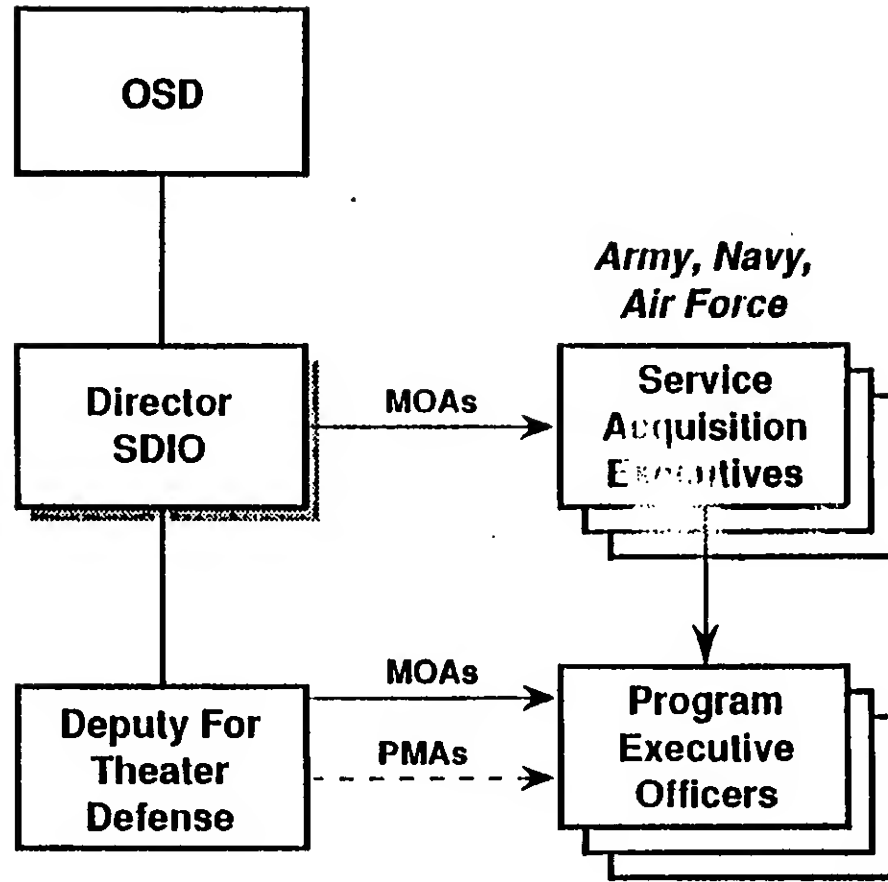 OSD
Army, Navy,
Air Force
Director
SDIO
MOAs
Service
Acquisition
Executives
Deputy For
Theater
Defense
MOAs
PMAs
Program
Executive
Officers